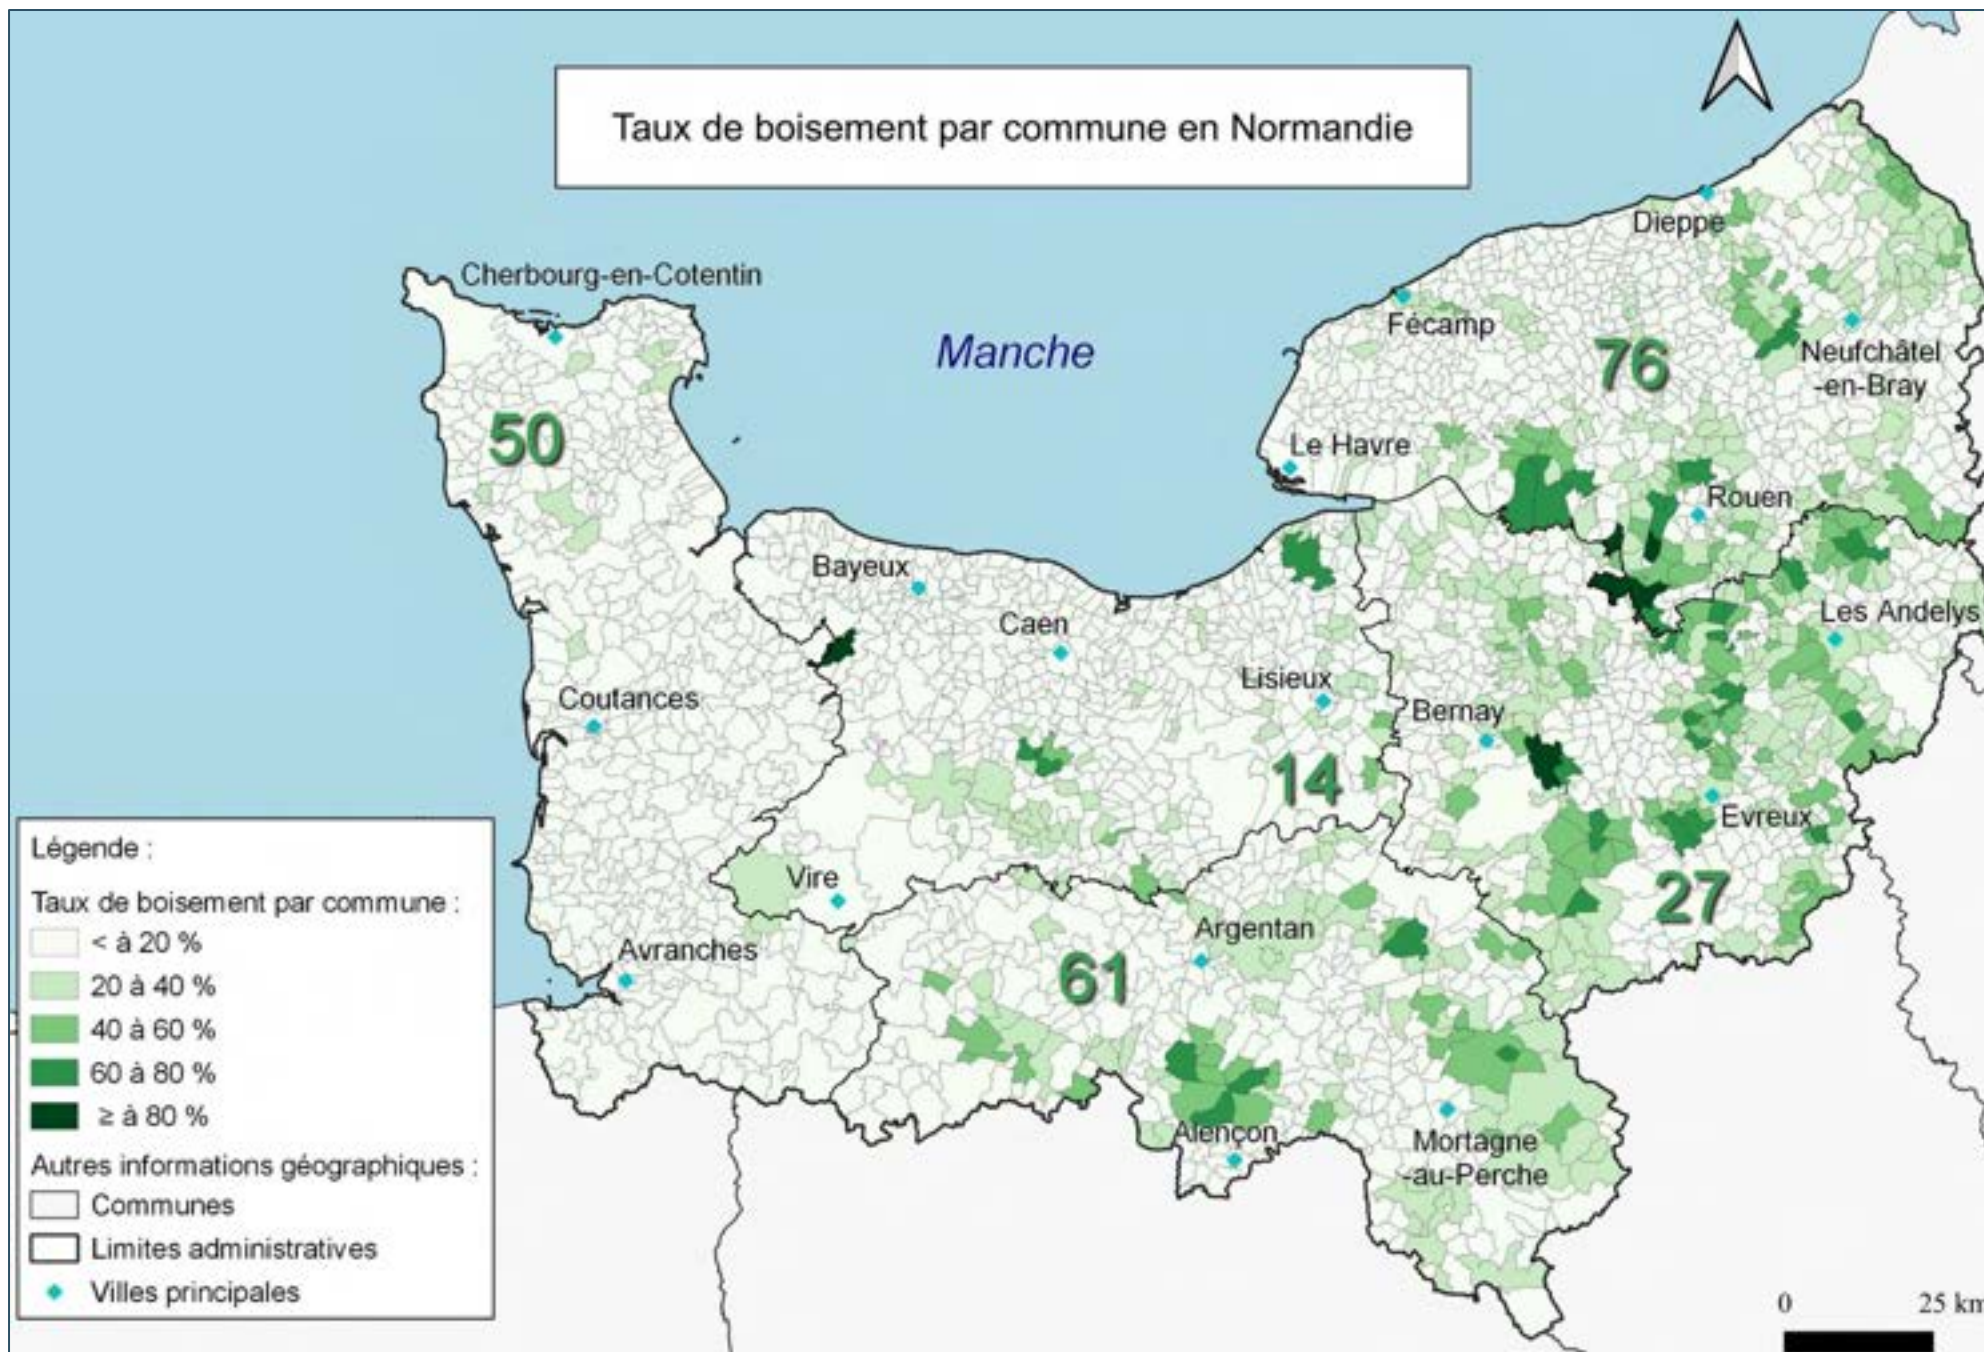 Taux de boisement par commune en Normandie
Dieppe
Cherbourg-en-Cotentin
Manche
Fécamp
76
Neufchâtel
-en-Bray
50
Le Havre
Rouen
Bayeux
Caen
Les Andelys
Lisieux
Coutances
Bernay
14
Evreux
Vire
27
Argentan
Avranches
61
Alençon
Mortagne
-au-Perche
Légende :
Taux de boisement par commune :
< à 20 %
20 à 40 %
40 à 60 %
60 à 80 %
≥ à 80 %
Autres informations géographiques :
Communes
Limites administratives
Villes principales
0 25 km